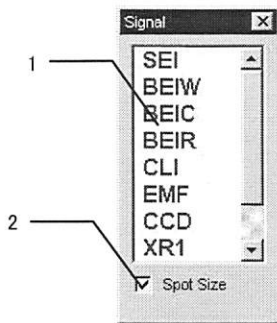 Signal
1
SEI
BEIW
BEIC
BEIR
CLI
EMF
CCD
XR1
2
Spot Size